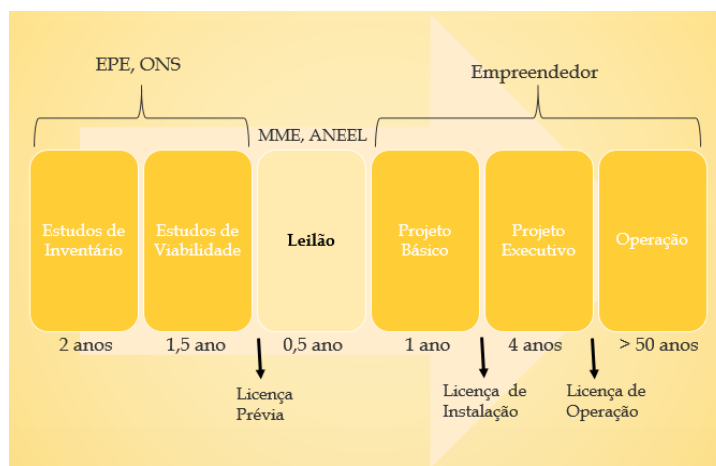 EPE, ONS
Empreendedor
MME, ANEEL
Estudos de
Inventário
Estudos de
Viabilidade
Leilão
Projeto
Básico
Projeto
Executivo
Operação
2 anos
1,5 ano
0,5 ano
1 ano
4 anos
> 50 anos
Licença
Prévia
Licença de
Instalação
Licença de
Operação